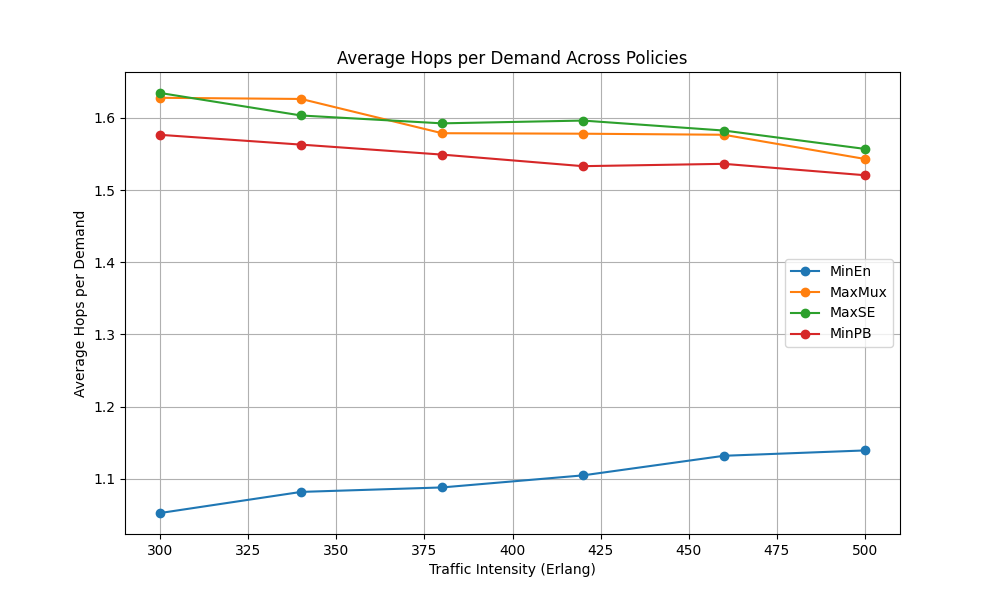 Average Hops per Demand Across Policies
Average Hops per Demand
1.6
1.5
1.4
1.3
1.2
1.1
MinEn
MaxMux
MaxSE
MinPB
300 325 350 375 400 425 450 475 500
Traffic Intensity (Erlang)